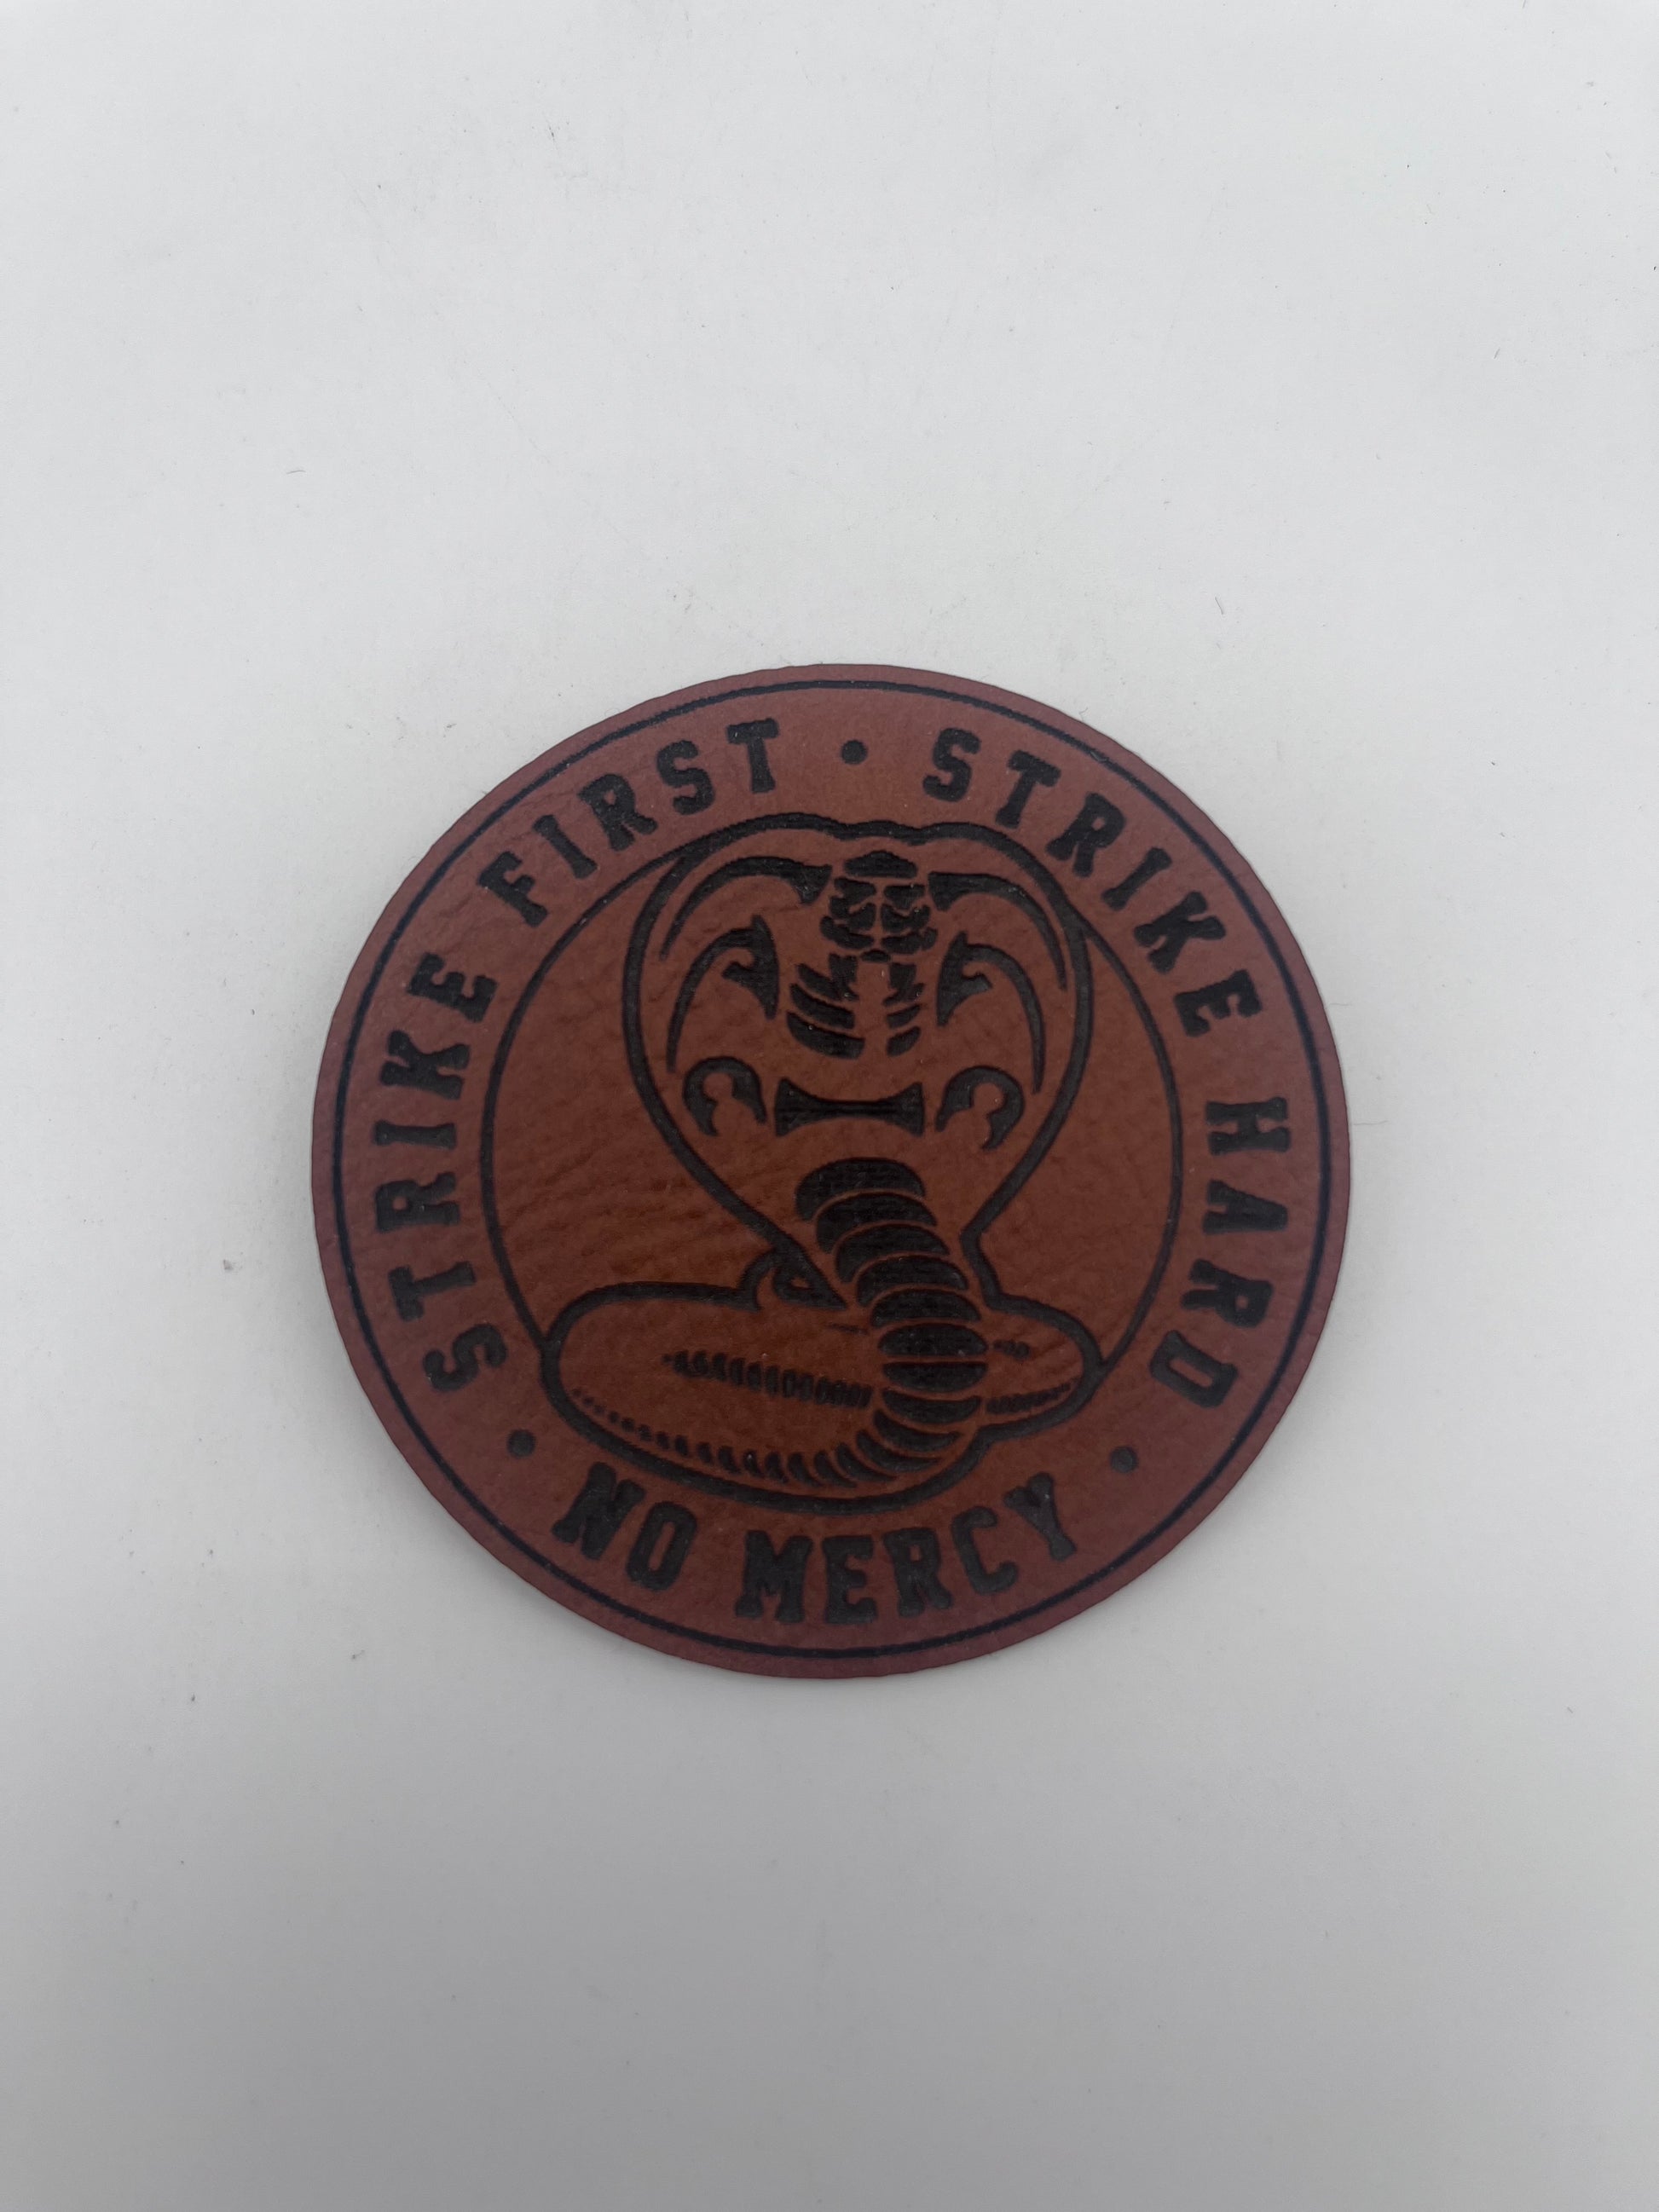 STRIKE FIRST • STRIKE HARD
• NO MERCY •